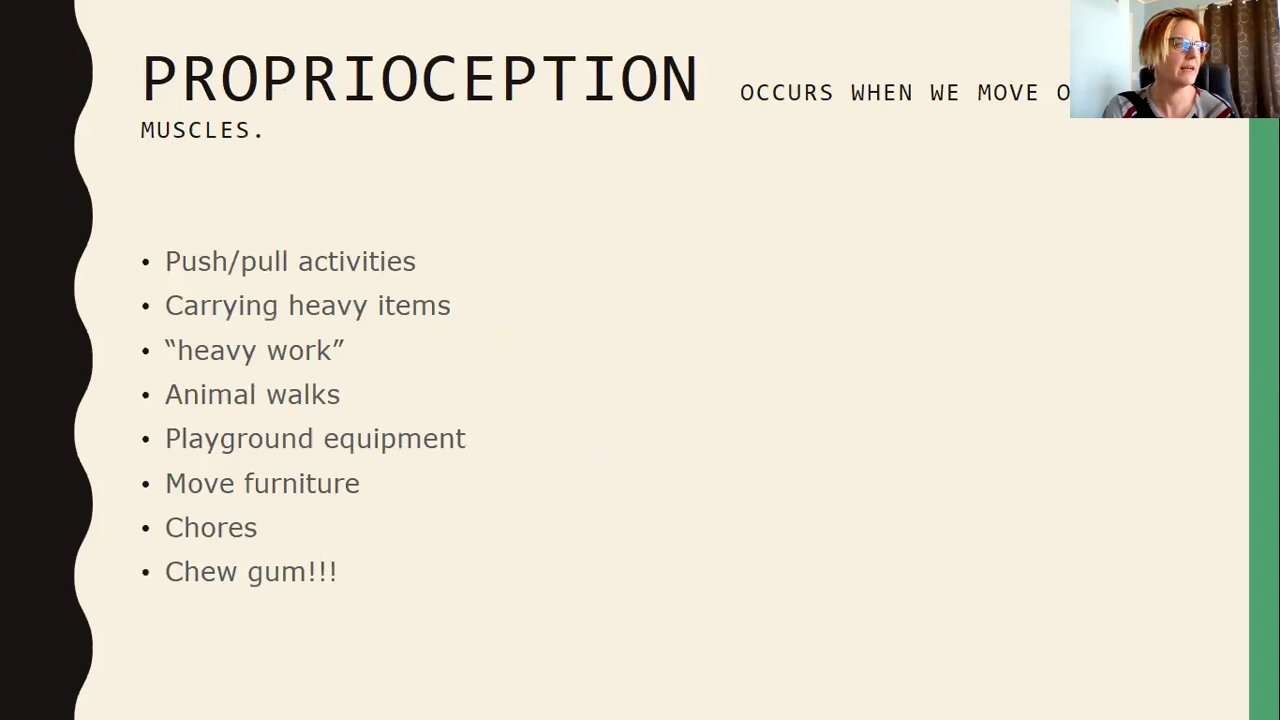 PROPRIOCEPTION OCCURS WHEN WE MOVE
MUSCLES.
• Push/pull activities
• Carrying heavy items
• “heavy work”
• Animal walks
• Playground equipment
• Move furniture
• Chores
• Chew gum!!!